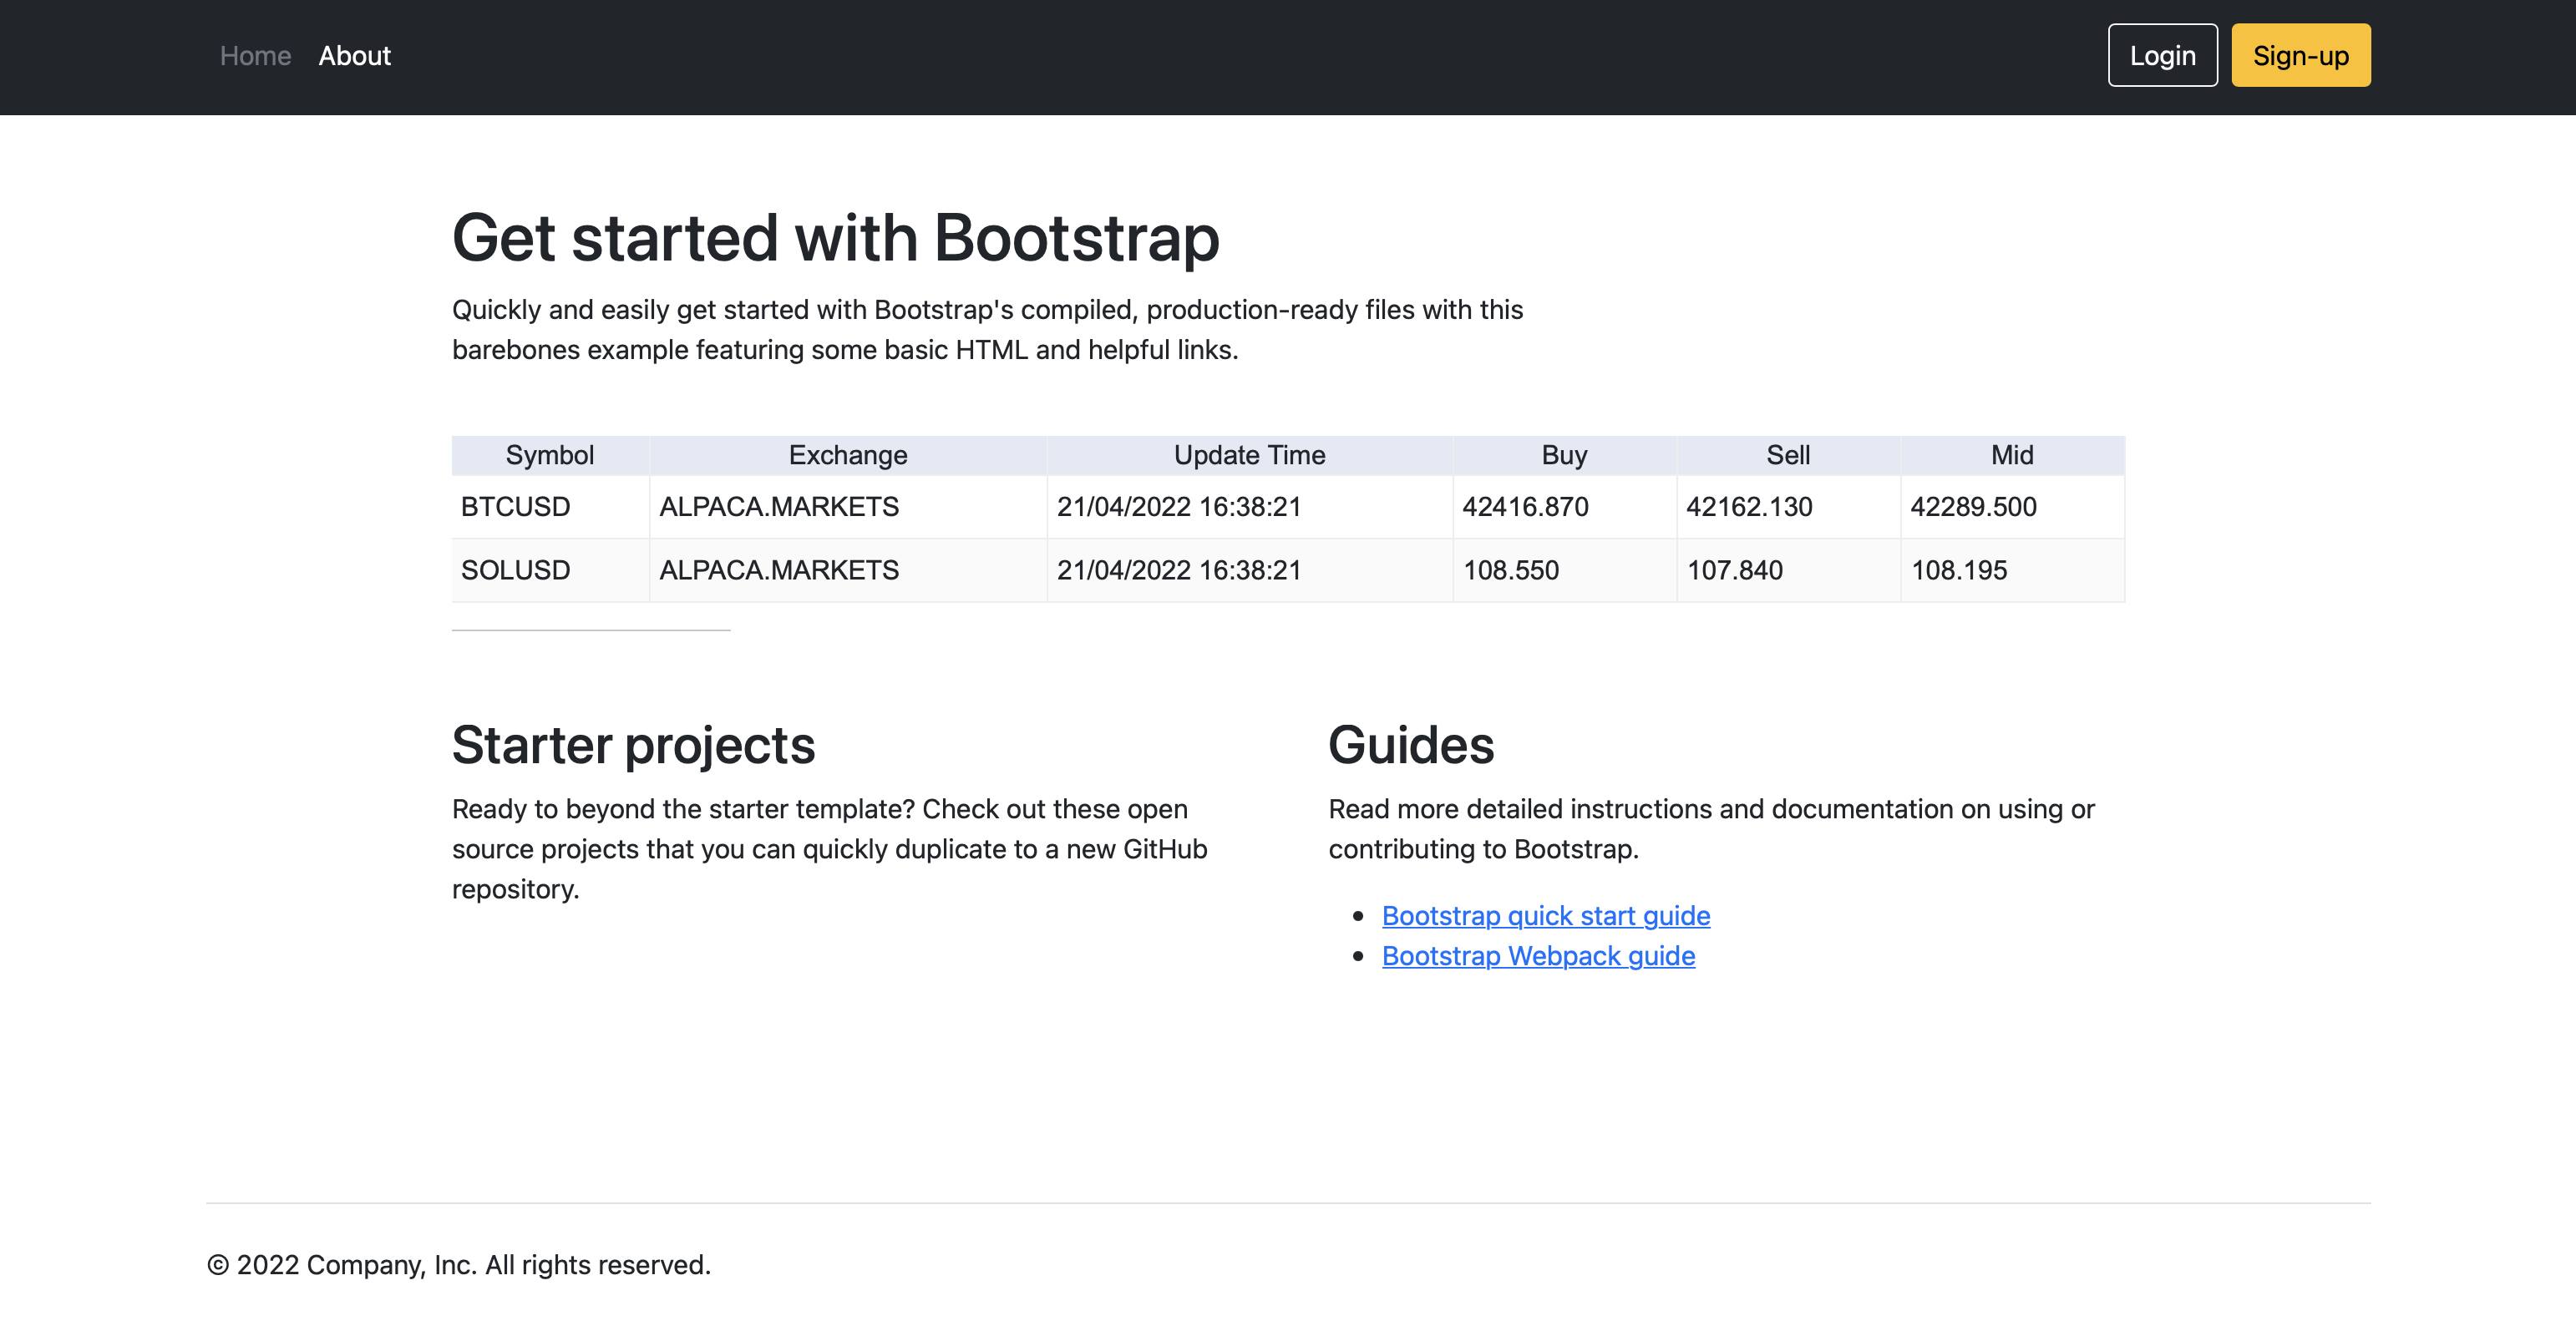 Home About Login Sign-up
Get started with Bootstrap
Quickly and easily get started with Bootstrap's compiled, production-ready files with this
barebones example featuring some basic HTML and helpful links.
Symbol Exchange Update Time Buy Sell Mid
BTCUSD ALPACA.MARKETS 21/04/2022 16:38:21 42416.870 42162.130 42289.500
SOLUSD ALPACA.MARKETS 21/04/2022 16:38:21 108.550 107.840 108.195
Starter projects
Ready to beyond the starter template? Check out these open
source projects that you can quickly duplicate to a new GitHub
repository.
Guides
Read more detailed instructions and documentation on using or
contributing to Bootstrap.
Bootstrap quick start guide
Bootstrap Webpack guide
© 2022 Company, Inc. All rights reserved.